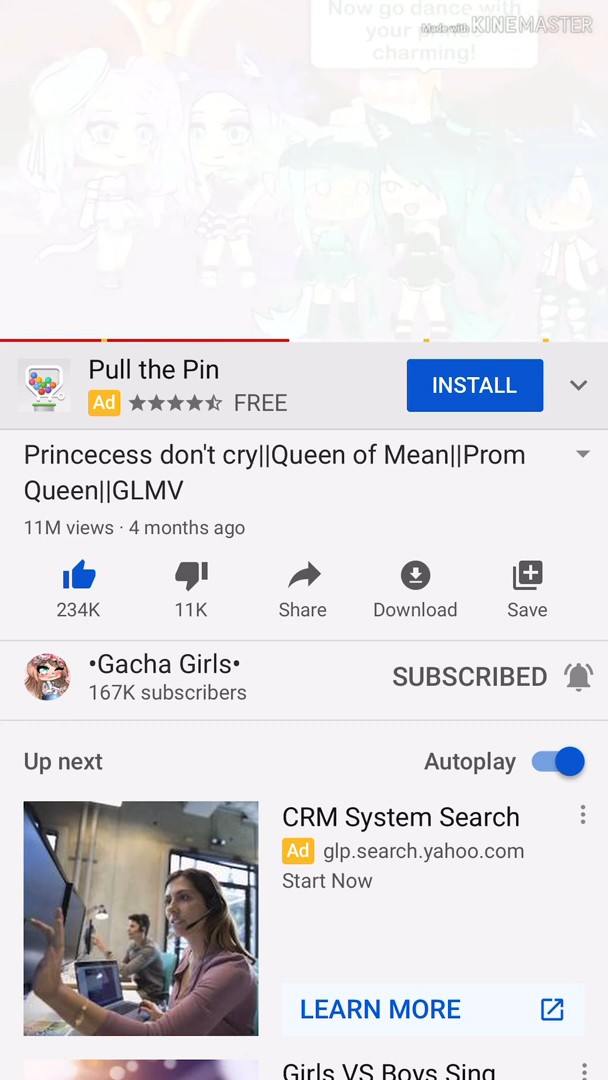 Now go dance with
your
charming!
Made with KINEMASTER
Pull the Pin
INSTALL
Ad
FREE
Princecess don't cry||Queen of Mean||Prom
Queen||GLMV
11M views · 4 months ago
234K
11K
Share
Download
Save
•Gacha Girls•
167K subscribers
SUBSCRIBED
Up next
Autoplay
CRM System Search
Ad
glp.search.yahoo.com
Start Now
LEARN MORE
Girls VS Boys Sing